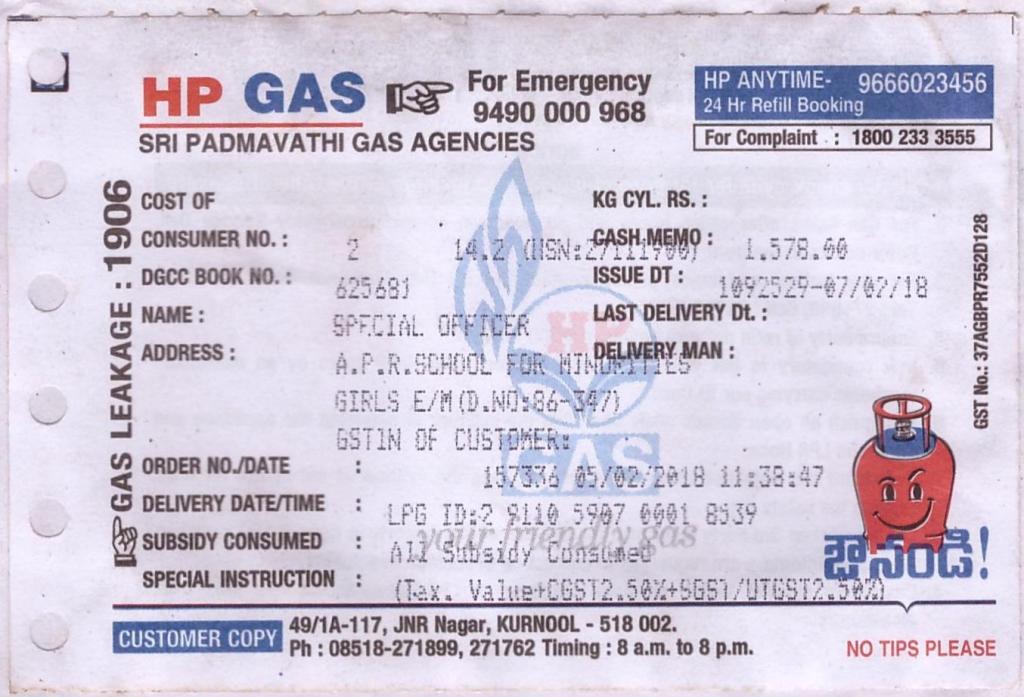 HP GAS
For Emergency
9490 000 968
HP ANYTIME- 9666023456
24 Hr Refill Booking
For Complaint : 1800 233 3555
SRI PADMAVATHI GAS AGENCIES
GAS LEAKAGE : 1906
COST OF
KG CYL. RS. :
CONSUMER NO. :
CASH MEMO :
2 14.2 (HSN:27111900) 1,578.00
DGCC BOOK NO. :
ISSUE DT :
625681 1092529-07/02/18
NAME :
LAST DELIVERY Dt. :
SPECIAL OFFICER
ADDRESS :
DELIVERY MAN :
A.P.R.SCHOOL FOR MINORITIES
GIRLS E/M(D.NO:86-347)
GSTIN OF CUSTOMER:
ORDER NO./DATE :
157336 05/02/2018 11:38:47
DELIVERY DATE/TIME :
LPG ID:2 9110 5907 0001 8539
SUBSIDY CONSUMED :
All Subsidy Consumed
SPECIAL INSTRUCTION :
(Tax. Value+CGST2.50%+SGST/UTGST2.50%)
HP
GAS
your friendly gas
GST No.: 37AGBPR7552D128
CUSTOMER COPY
49/1A-117, JNR Nagar, KURNOOL - 518 002.
Ph : 08518-271899, 271762 Timing : 8 a.m. to 8 p.m.
NO TIPS PLEASE